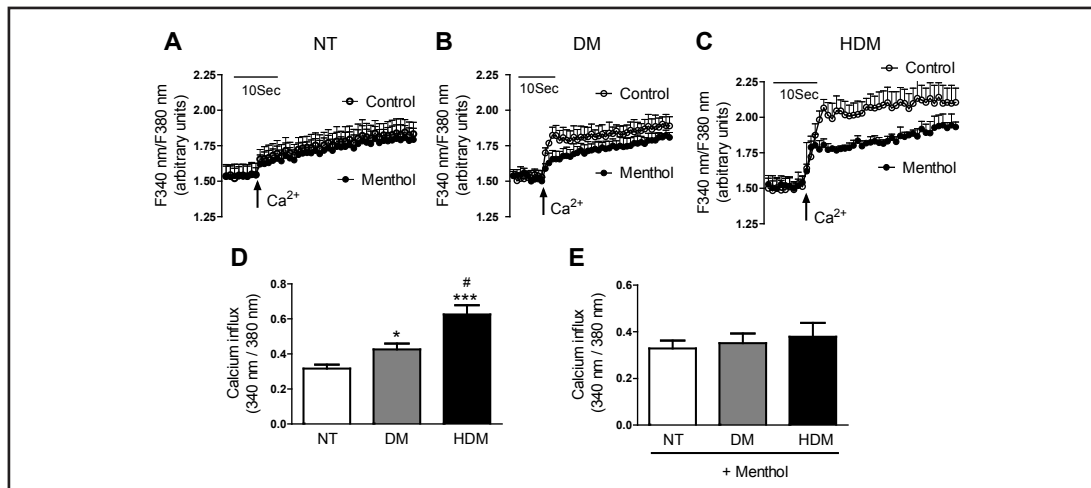 A NT
2.25
2.00
1.75
1.50
1.25
F340 nm/F380 nm
(arbitrary units)
10Sec
Control
Menthol
Ca²⁺
B DM
2.25
2.00
1.75
1.50
1.25
F340 nm/F380 nm
(arbitrary units)
10Sec
Control
Menthol
Ca²⁺
C HDM
2.25
2.00
1.75
1.50
1.25
F340 nm/F380 nm
(arbitrary units)
10Sec
Control
Menthol
Ca²⁺
D
0.8
0.6
0.4
0.2
0.0
Calcium influx
(340 nm / 380 nm)
*
#
***
NT DM HDM
E
0.6
0.4
0.2
0.0
Calcium influx
(340 nm / 380 nm)
NT DM HDM
+ Menthol